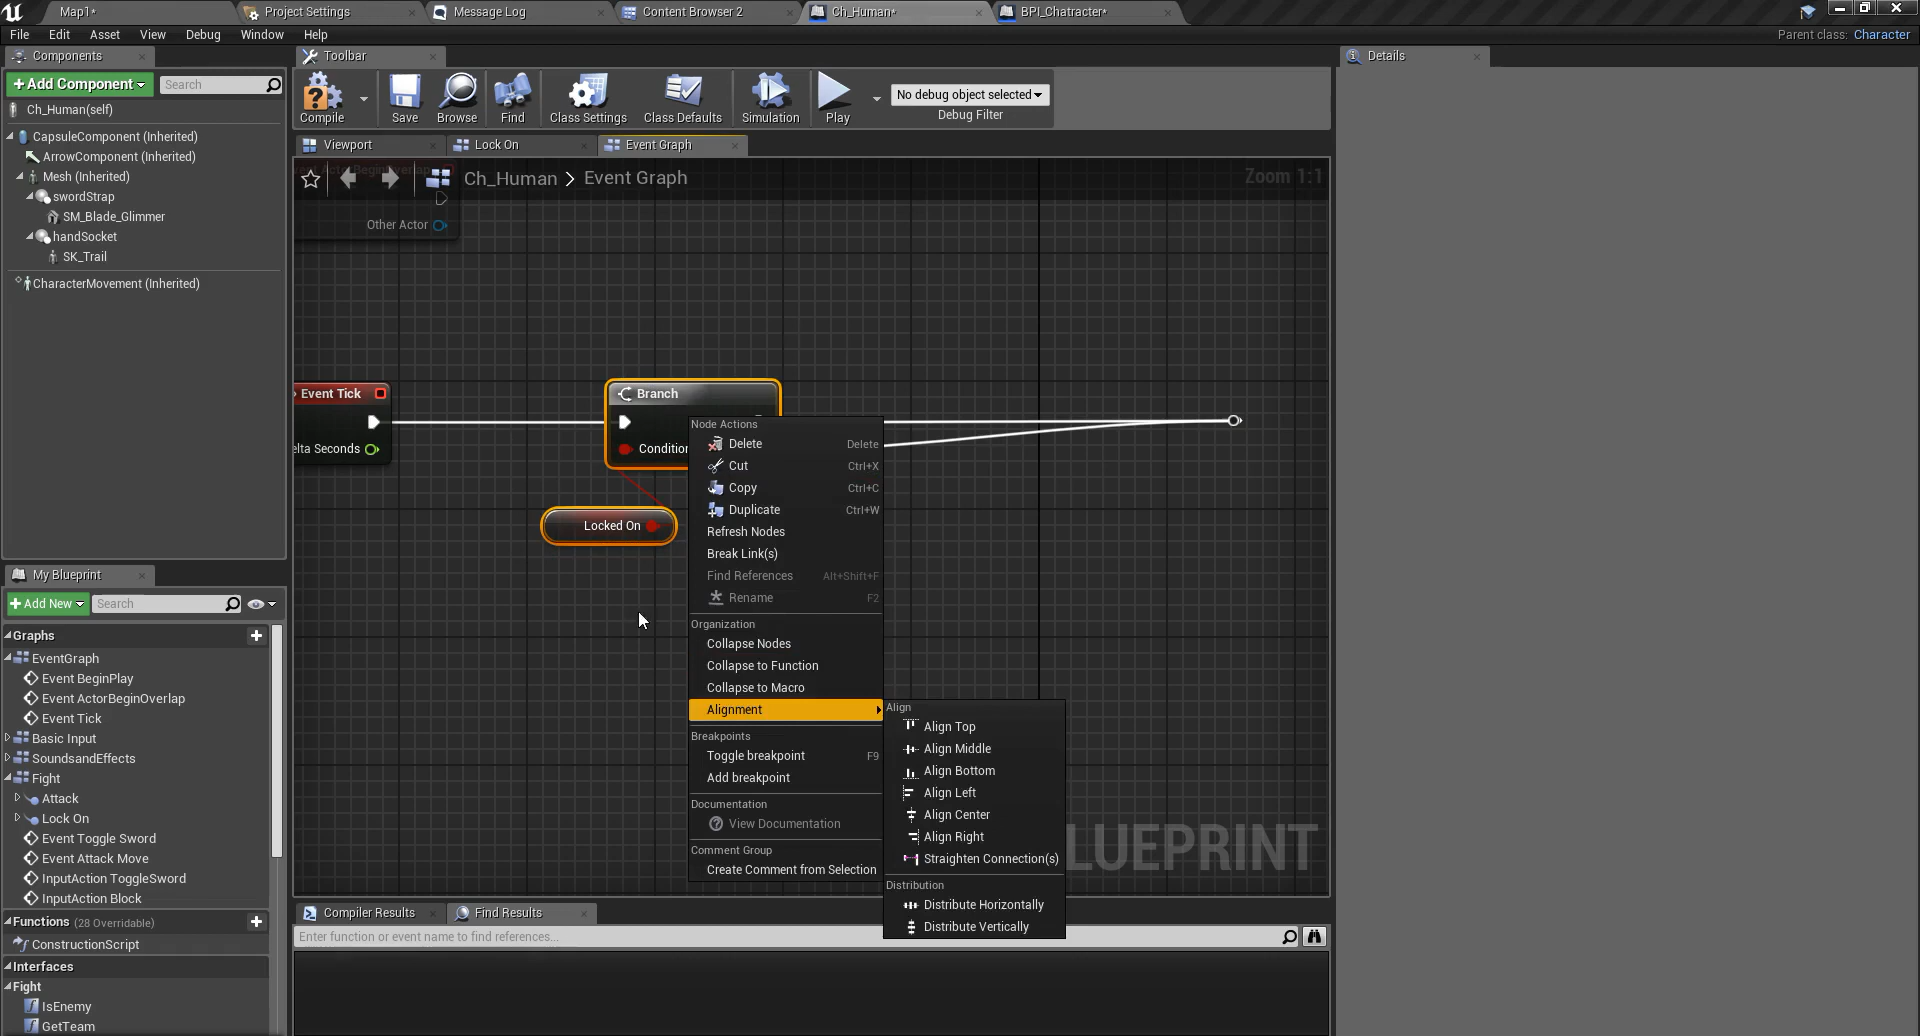 Map1*
Project Settings
Message Log
Content Browser 2
Ch_Human*
BPI_Chatracter*
File
Edit
Asset
View
Debug
Window
Help
Parent class: Character
Components
Toolbar
Details
+Add Component
Search
Ch_Human(self)
CapsuleComponent (Inherited)
ArrowComponent (Inherited)
Mesh (Inherited)
swordStrap
SM_Blade_Glimmer
handSocket
SK_Trail
CharacterMovement (Inherited)
Compile
Save
Browse
Find
Class Settings
Class Defaults
Simulation
Play
No debug object selected
Debug Filter
Viewport
Lock On
Event Graph
Ch_Human > Event Graph
Zoom 1:1
Other Actor
Event Tick
elta Seconds
Branch
Condition
Locked On
Node Actions
Delete Delete
Cut Ctrl+X
Copy Ctrl+C
Duplicate Ctrl+W
Refresh Nodes
Break Link(s)
Find References Alt+Shift+F
Rename F2
Organization
Collapse Nodes
Collapse to Function
Collapse to Macro
Alignment
Breakpoints
Toggle breakpoint F9
Add breakpoint
Documentation
View Documentation
Comment Group
Create Comment from Selection
Align
Align Top
Align Middle
Align Bottom
Align Left
Align Center
Align Right
Straighten Connection(s)
Distribution
Distribute Horizontally
Distribute Vertically
LUEPRINT
My Blueprint
+Add New
Search
Graphs
EventGraph
Event BeginPlay
Event ActorBeginOverlap
Event Tick
Basic Input
SoundsandEffects
Fight
Attack
Lock On
Event Toggle Sword
Event Attack Move
InputAction ToggleSword
InputAction Block
Functions (28 Overridable)
ConstructionScript
Interfaces
Fight
IsEnemy
GetTeam
Compiler Results
Find Results
Enter function or event name to find references...